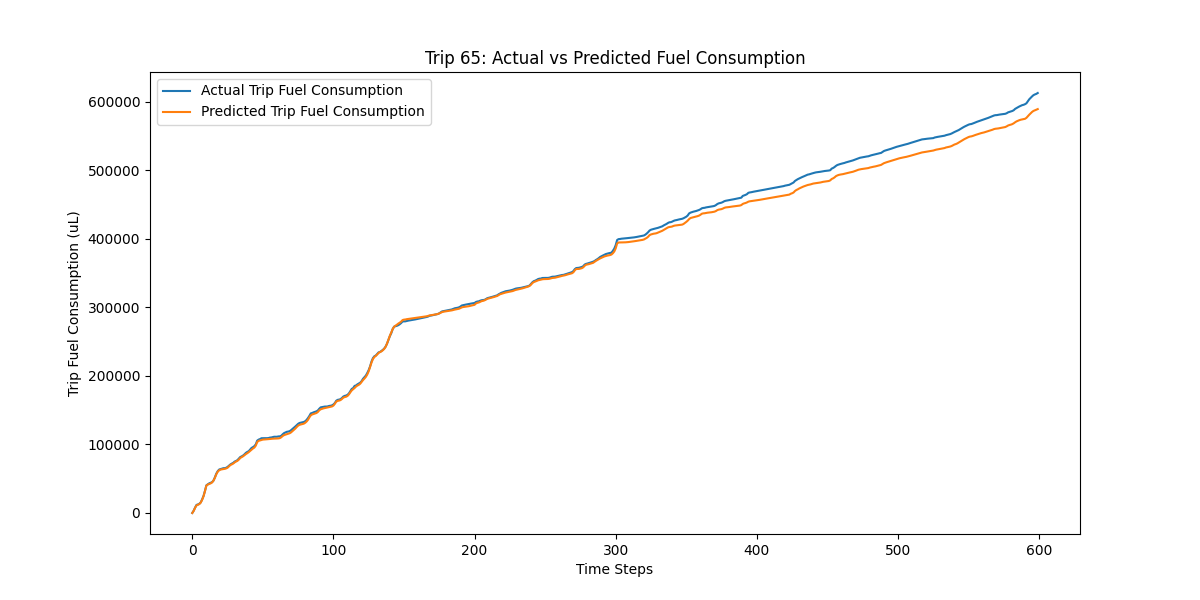 Trip 65: Actual vs Predicted Fuel Consumption
Actual Trip Fuel Consumption
Predicted Trip Fuel Consumption
Trip Fuel Consumption (uL)
600000
500000
400000
300000
200000
100000
0
0 100 200 300 400 500 600
Time Steps